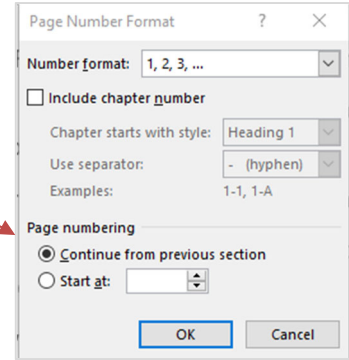 Page Number Format ? ×
Number format: 1, 2, 3, ...
Include chapter number
Chapter starts with style: Heading 1
Use separator: - (hyphen)
Examples: 1-1, 1-A
Page numbering
Continue from previous section
Start at:
OK Cancel